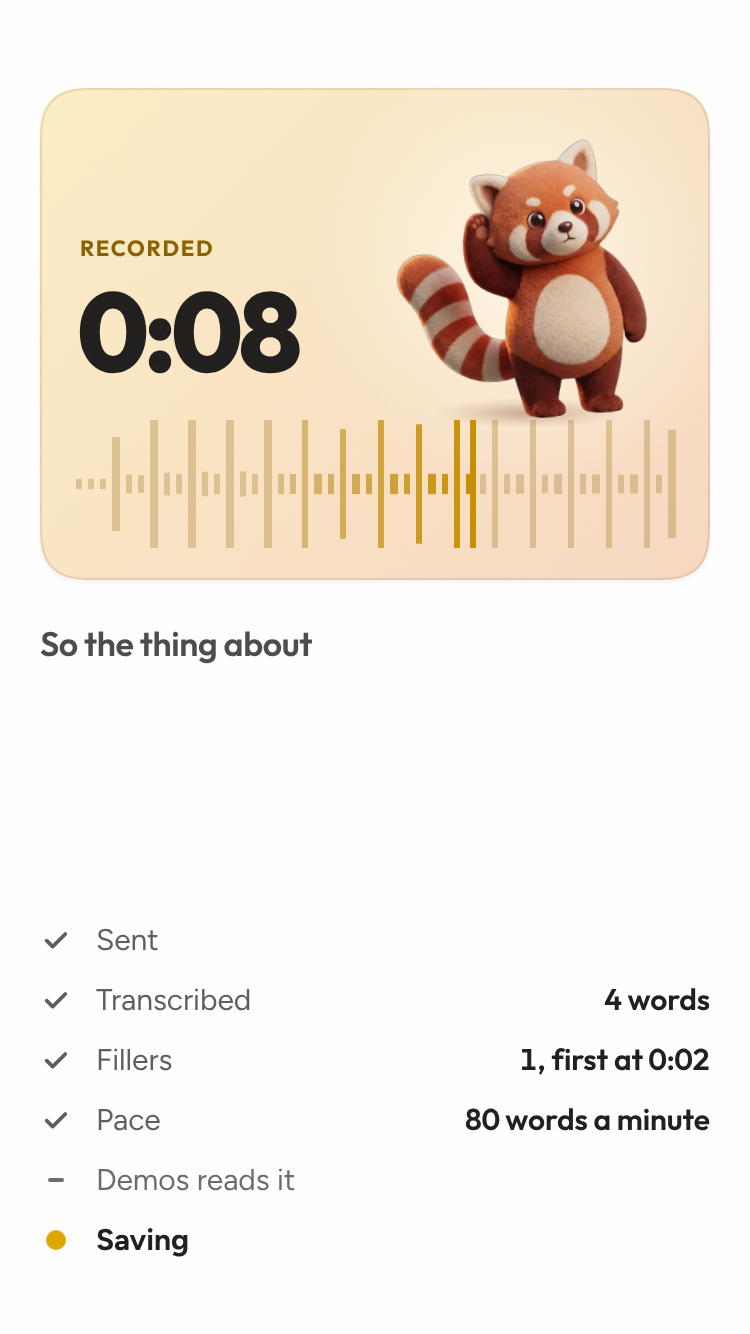 RECORDED
0:08
So the thing about
Sent
Transcribed 4 words
Fillers 1, first at 0:02
Pace 80 words a minute
Demos reads it
Saving